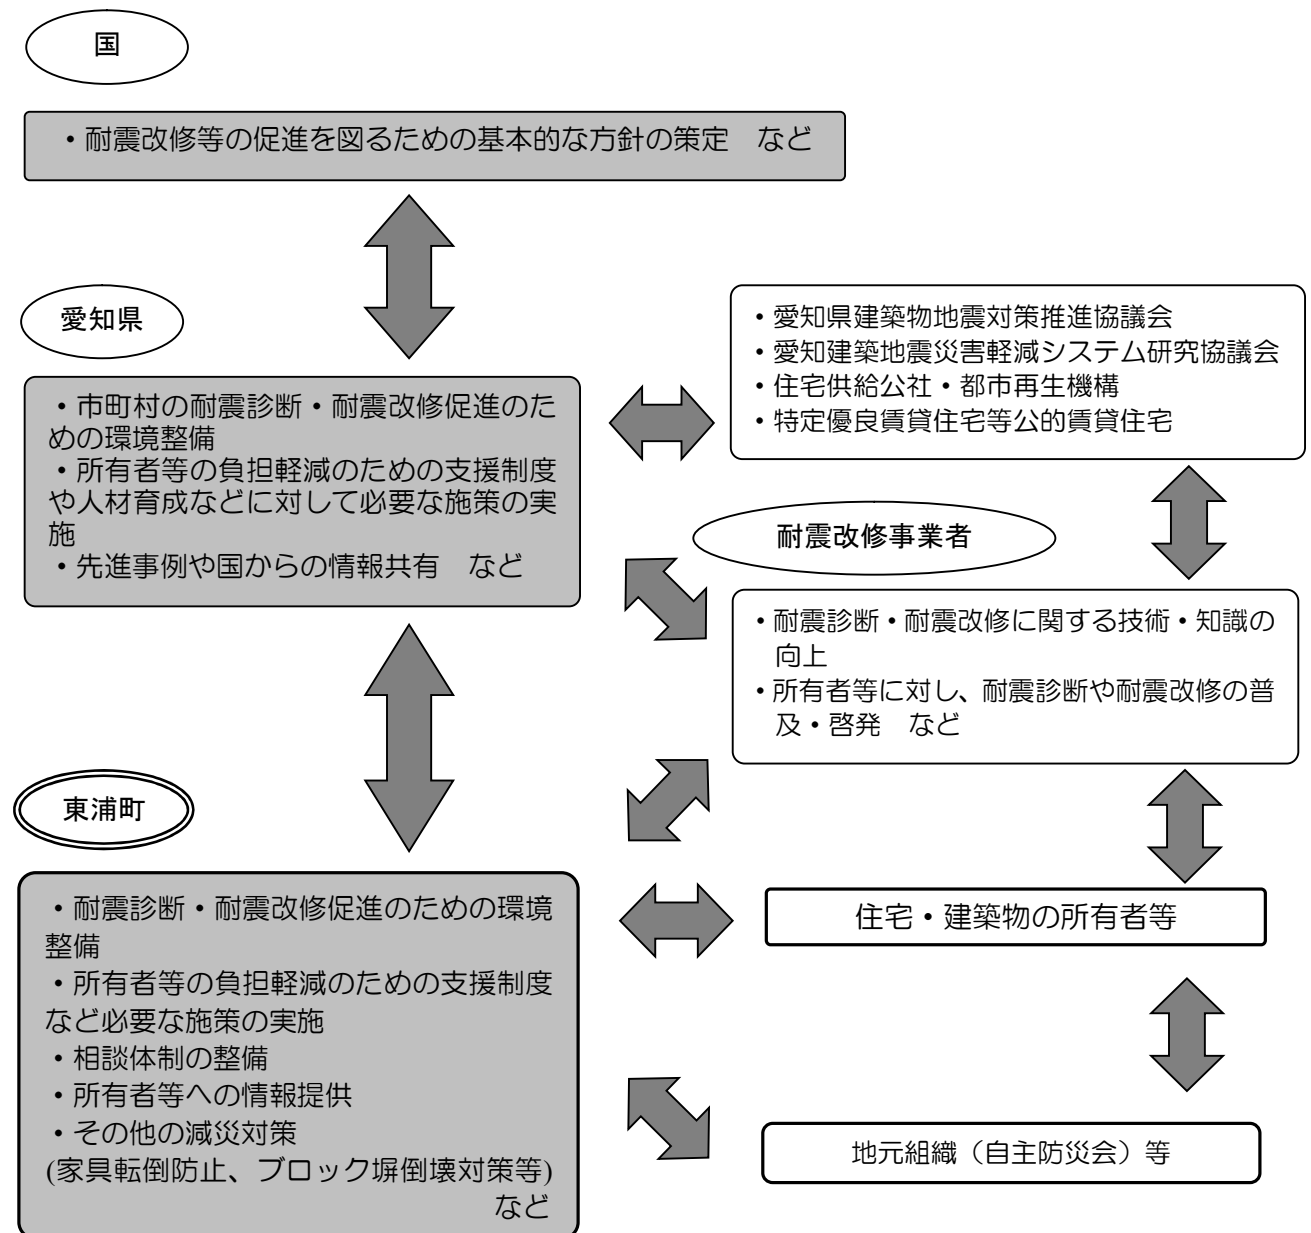 国
・耐震改修等の促進を図るための基本的な方針の策定　など
愛知県
・市町村の耐震診断・耐震改修促進のた
めの環境整備
・所有者等の負担軽減のための支援制度
や人材育成などに対して必要な施策の実
施
・先進事例や国からの情報共有　など
・愛知県建築物地震対策推進協議会
・愛知建築地震災害軽減システム研究協議会
・住宅供給公社・都市再生機構
・特定優良賃貸住宅等公的賃貸住宅
耐震改修事業者
・耐震診断・耐震改修に関する技術・知識の
向上
・所有者等に対し、耐震診断や耐震改修の普
及・啓発　など
東浦町
・耐震診断・耐震改修促進のための環境
整備
・所有者等の負担軽減のための支援制度
など必要な施策の実施
・相談体制の整備
・所有者等への情報提供
・その他の減災対策
(家具転倒防止、ブロック塀倒壊対策等)
など
住宅・建築物の所有者等
地元組織（自主防災会）等